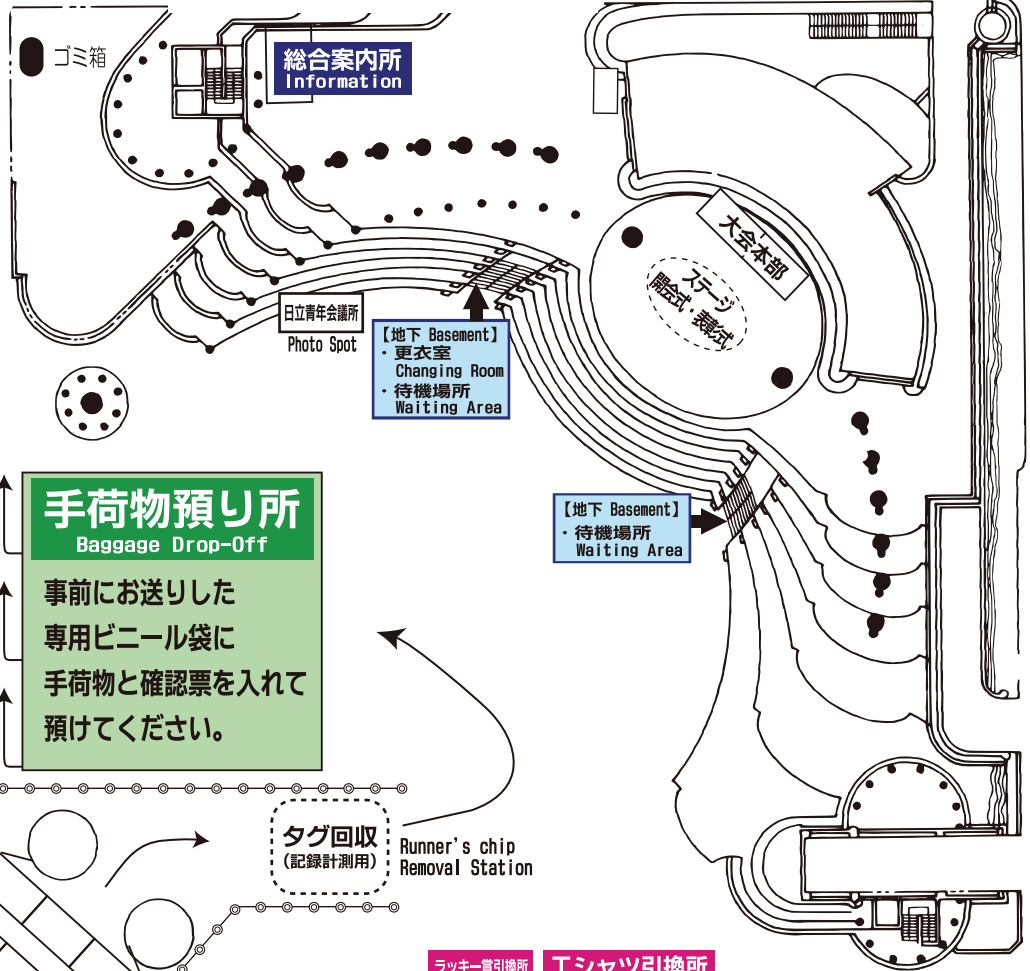 ゴミ箱
総合案内所
Information
大会本部
ステージ
開会式・表彰式
日立青年会議所
Photo Spot
【地下 Basement】
・更衣室
Changing Room
・待機場所
Waiting Area
【地下 Basement】
・待機場所
Waiting Area
手荷物預り所
Baggage Drop-Off
事前にお送りした
専用ビニール袋に
手荷物と確認票を入れて
預けてください。
タグ回収
(記録計測用)
Runner's chip
Removal Station
ラッキー賞引換所
Tシャツ引換所